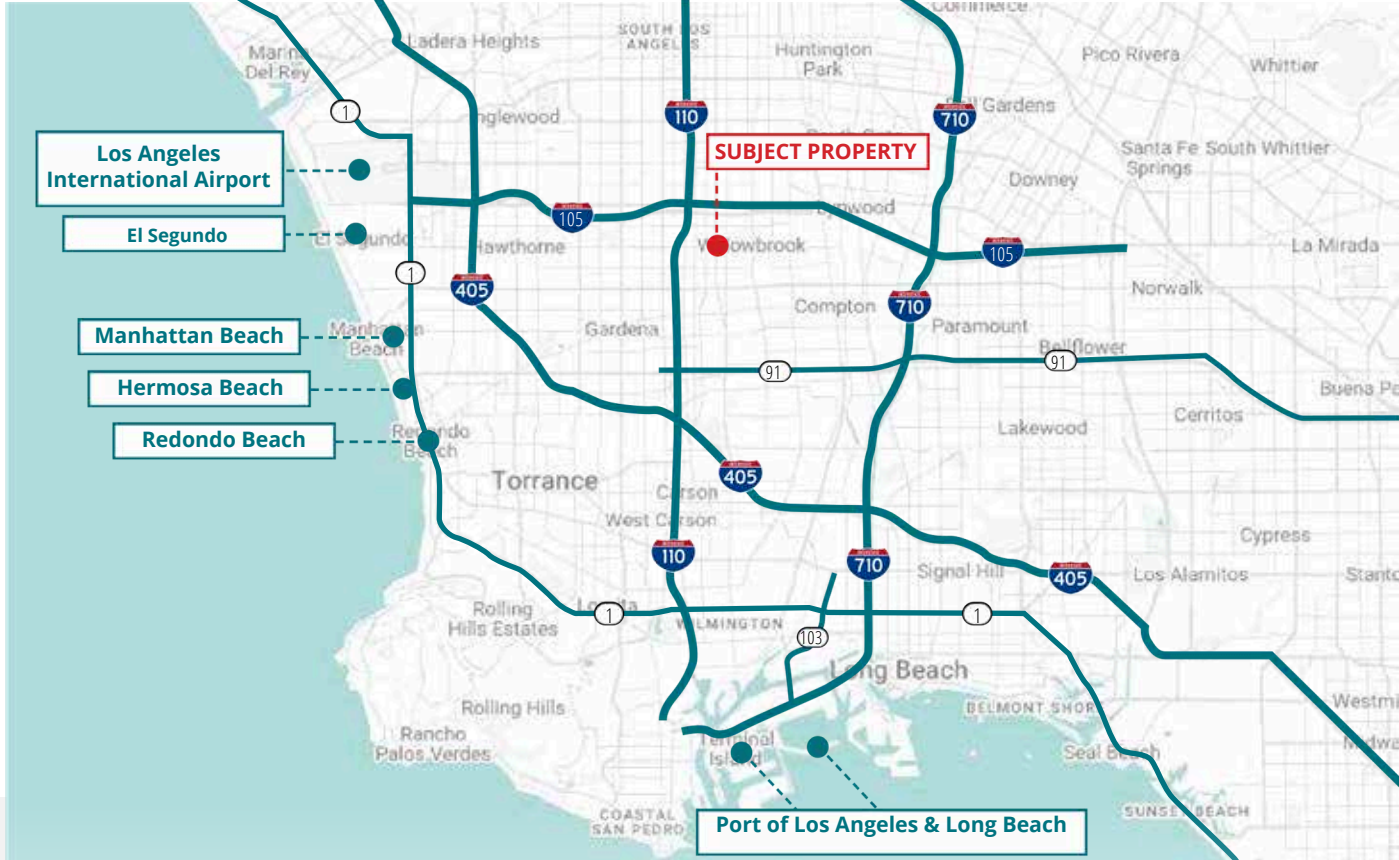 Commerce
SOUTH LOS
ANGELES
Ladera Heights
Marina
Del Rey
Huntington
Park
Pico Rivera
Whittier
1
Inglewood
110
710
Gardens
Los Angeles
International Airport
SUBJECT PROPERTY
Santa Fe
Springs
South Whittier
Downey
Lynwood
105
El Segundo
El Segundo
Hawthorne
Willowbrook
105
La Mirada
1
405
Norwalk
Compton
710
Paramount
Manhattan Beach
Manhattan
Beach
Gardena
Bellflower
91
91
Hermosa Beach
Buena
Cerritos
Redondo Beach
Redondo
Beach
Lakewood
Torrance
405
Carson
West Carson
Cypress
110
710
Signal Hill
405
Los Alamitos
Rolling
Hills Estates
Lomita
1
WILMINGTON
103
1
Long Beach
Rolling Hills
BELMONT SHOR
Rancho
Palos Verdes
Terminal
Island
Seal Beach
COASTAL
SAN PEDRO
Port of Los Angeles & Long Beach
SUNSET BEACH